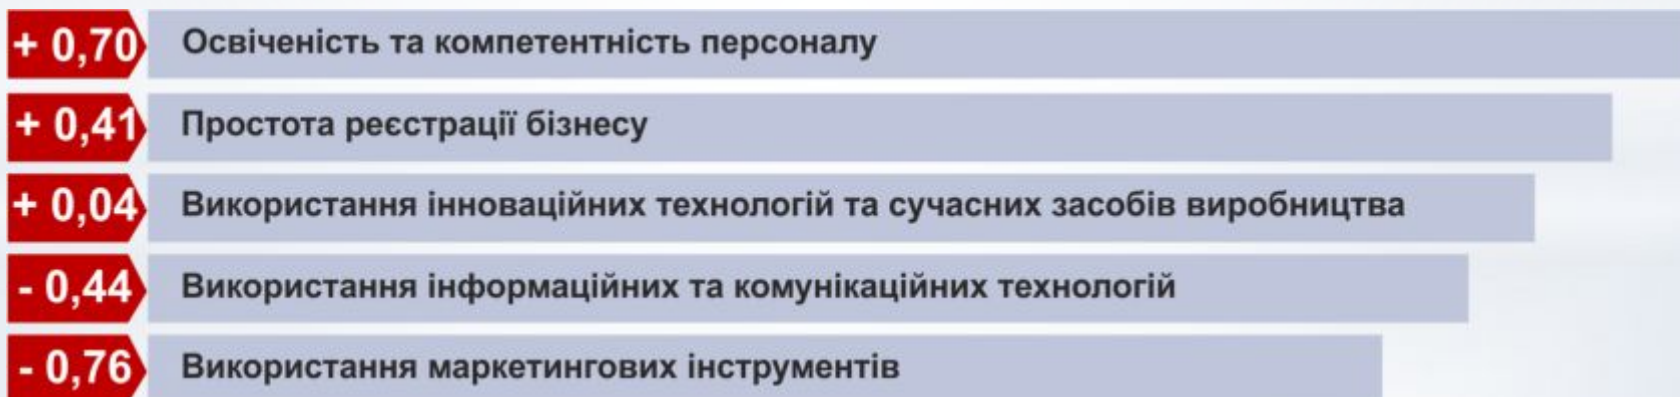 + 0,70 Освіченість та компетентність персоналу
+ 0,41 Простота реєстрації бізнесу
+ 0,04 Використання інноваційних технологій та сучасних засобів виробництва
- 0,44 Використання інформаційних та комунікаційних технологій
- 0,76 Використання маркетингових інструментів